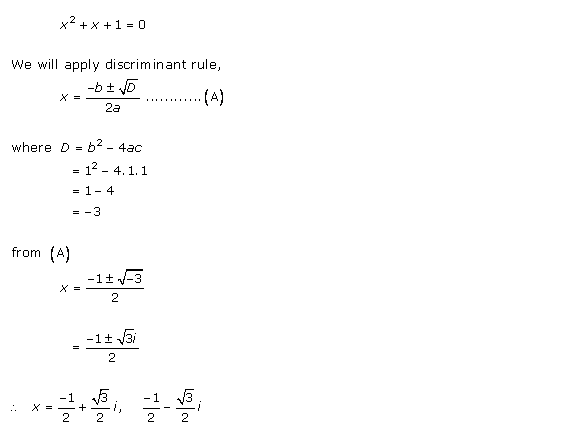 x² + x + 1 = 0
We will apply discriminant rule,
x = (−b ± √D)/2a ............(A)
where D = b² − 4ac
= 1² − 4.1.1
= 1 − 4
= −3
from (A)
x = (−1 ± √−3)/2
= (−1 ± √3i)/2
∴ x = −1/2 + √3/2 i, −1/2 − √3/2 i